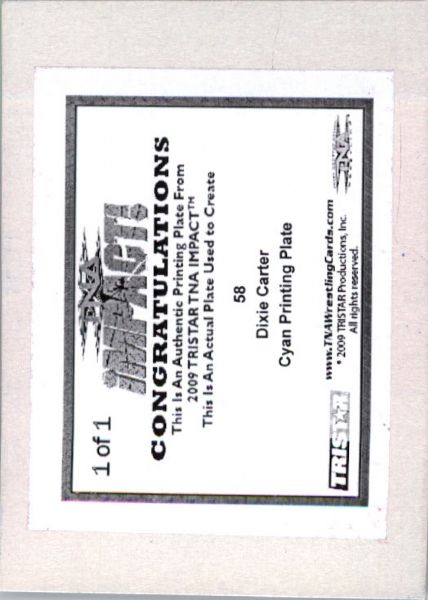 TNA
iMPACT!
1 of 1
CONGRATULATIONS
This Is An Authentic Printing Plate From
2009 TRISTAR TNA IMPACT™
This Is An Actual Plate Used to Create
58
Dixie Carter
Cyan Printing Plate
TRISTAR
www.TNAWrestlingCards.com
* 2009 TRISTAR Productions, Inc.
All rights reserved.
TNA